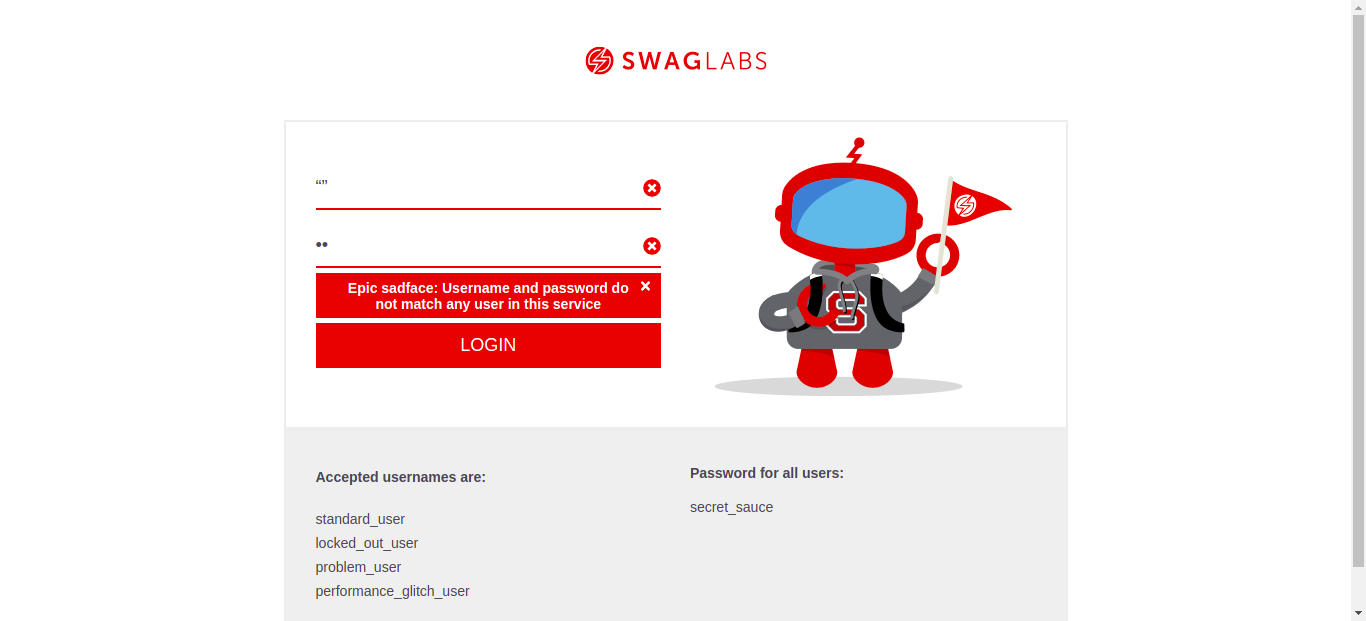 SWAGLABS
“”
••
Epic sadface: Username and password do
not match any user in this service
LOGIN
Accepted usernames are:
standard_user
locked_out_user
problem_user
performance_glitch_user
Password for all users:
secret_sauce